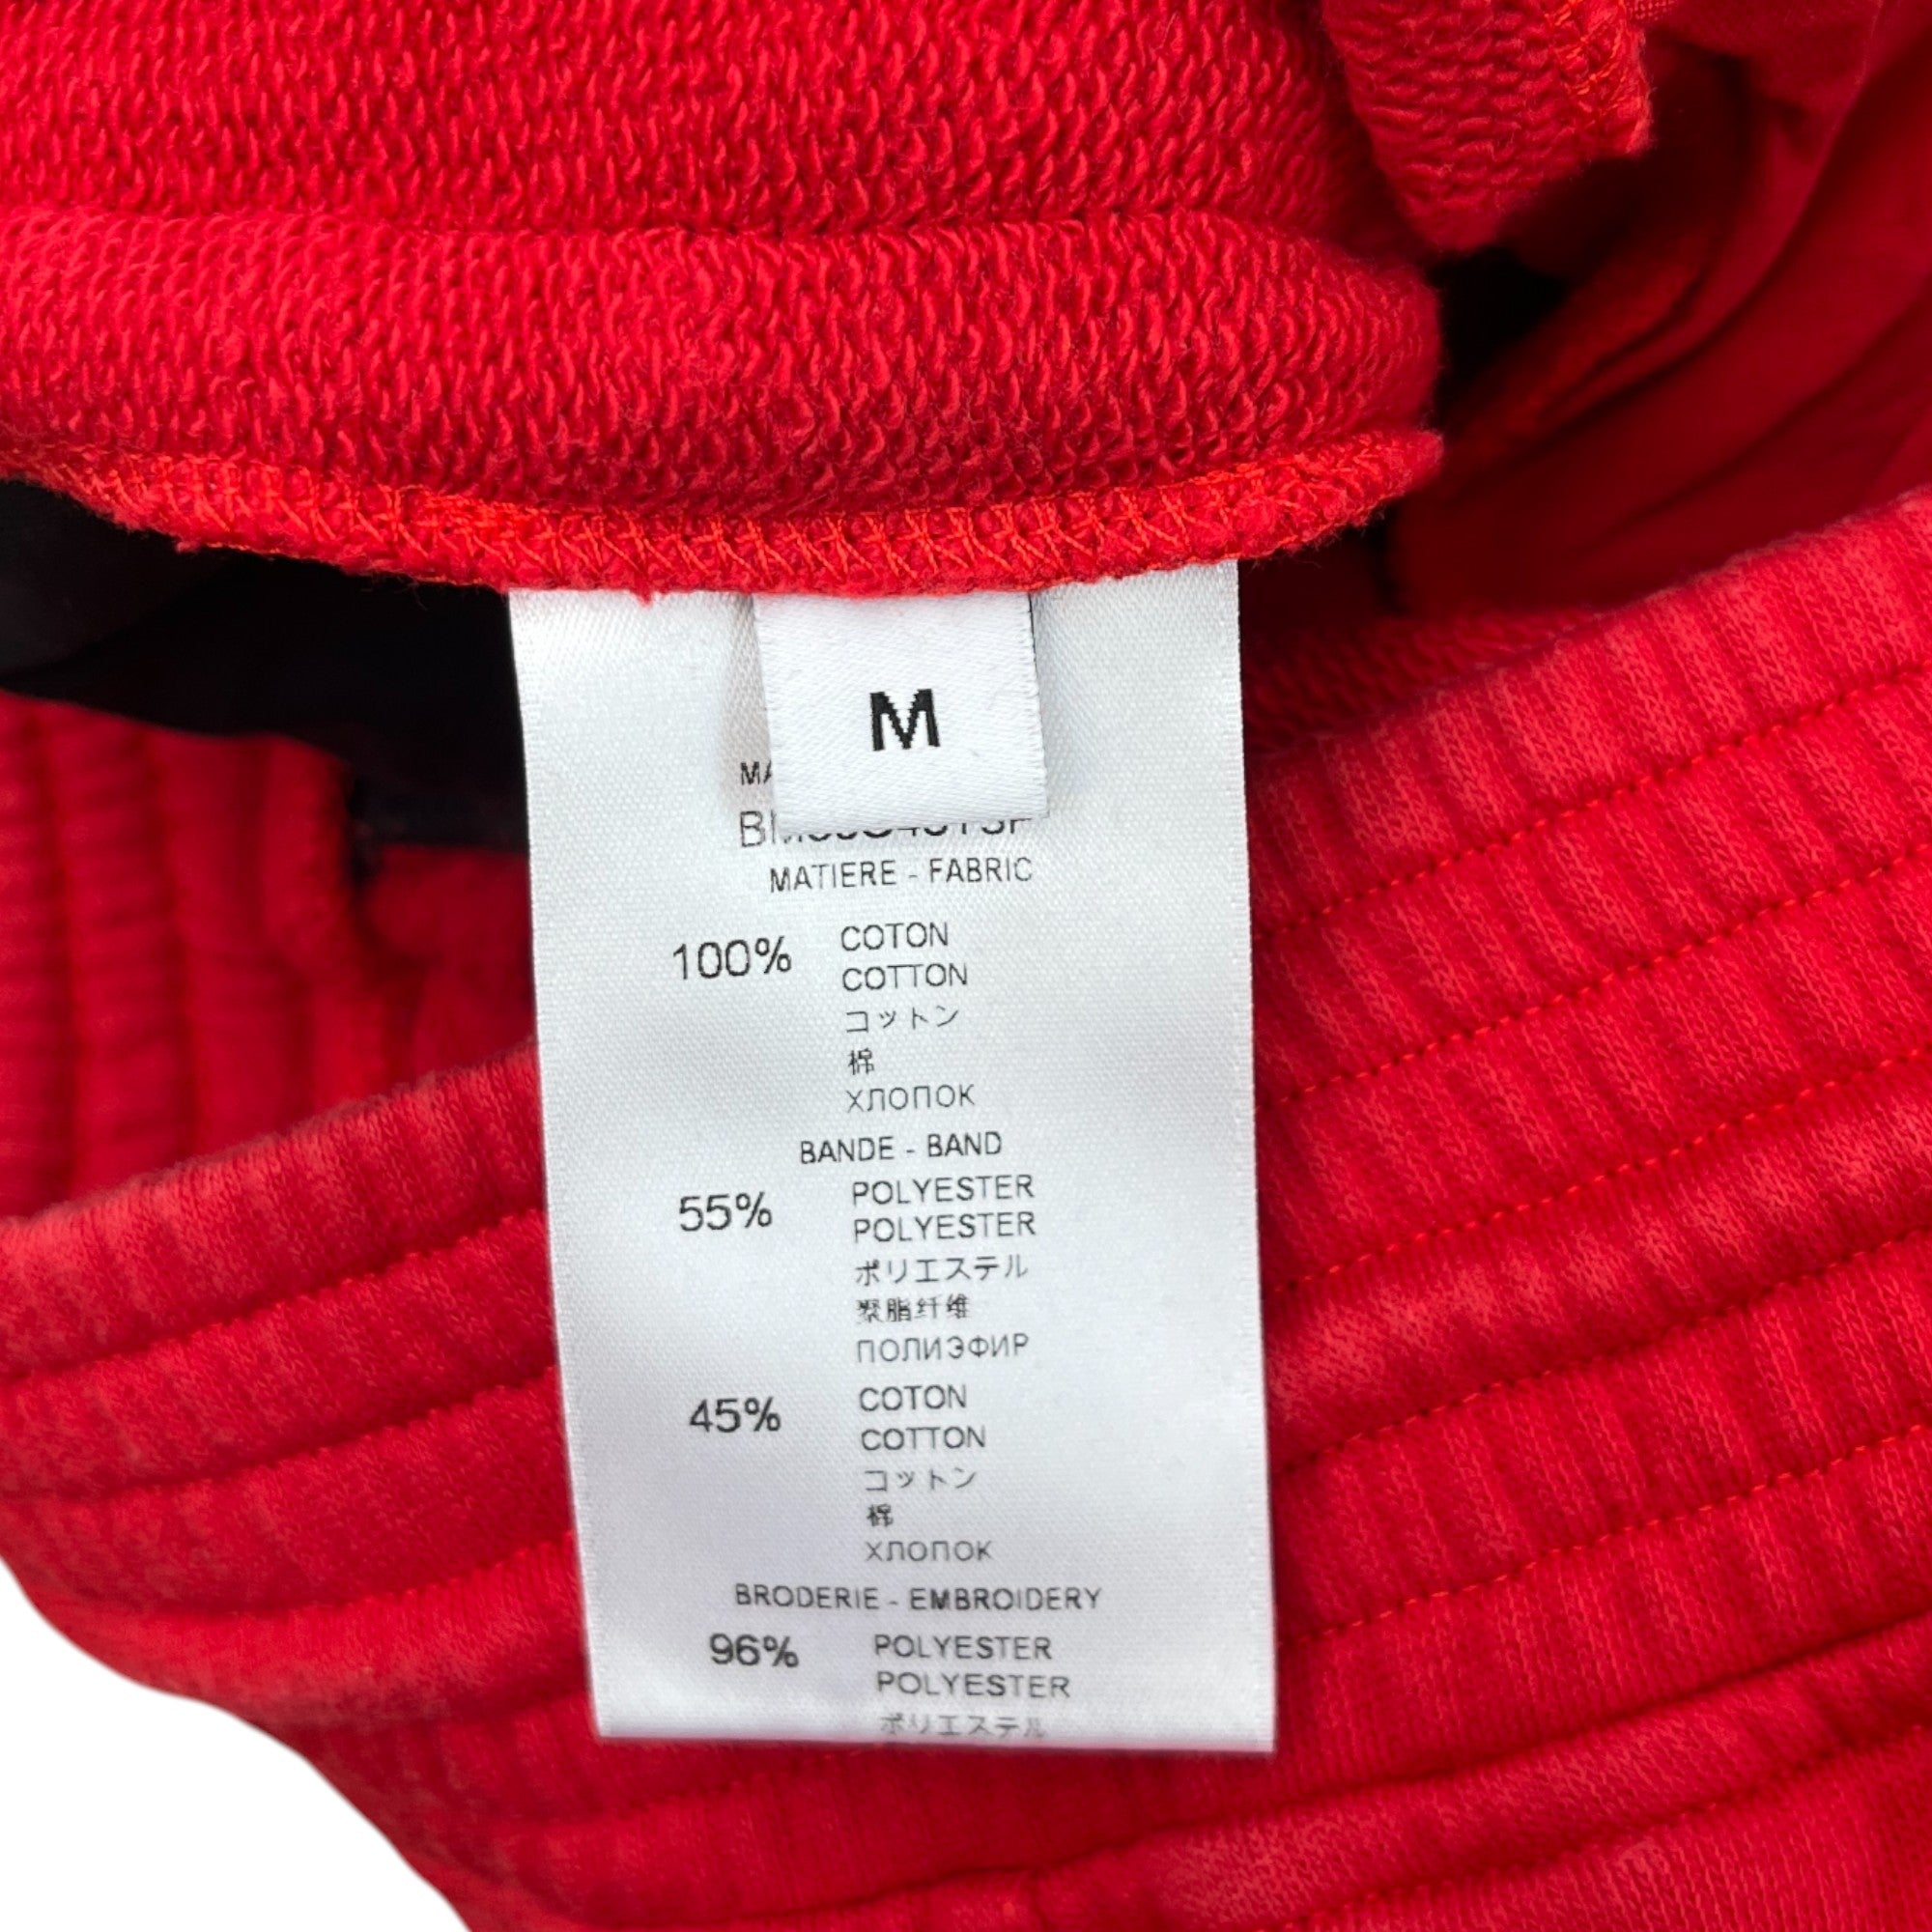 M
MATIERE - FABRIC
100% COTON
COTTON
コットン
棉
ХЛОПОК
BANDE - BAND
55% POLYESTER
POLYESTER
ポリエステル
聚脂纤维
ПОЛИЭФИР
45% COTON
COTTON
コットン
棉
ХЛОПОК
BRODERIE - EMBROIDERY
96% POLYESTER
POLYESTER
ポリエステル